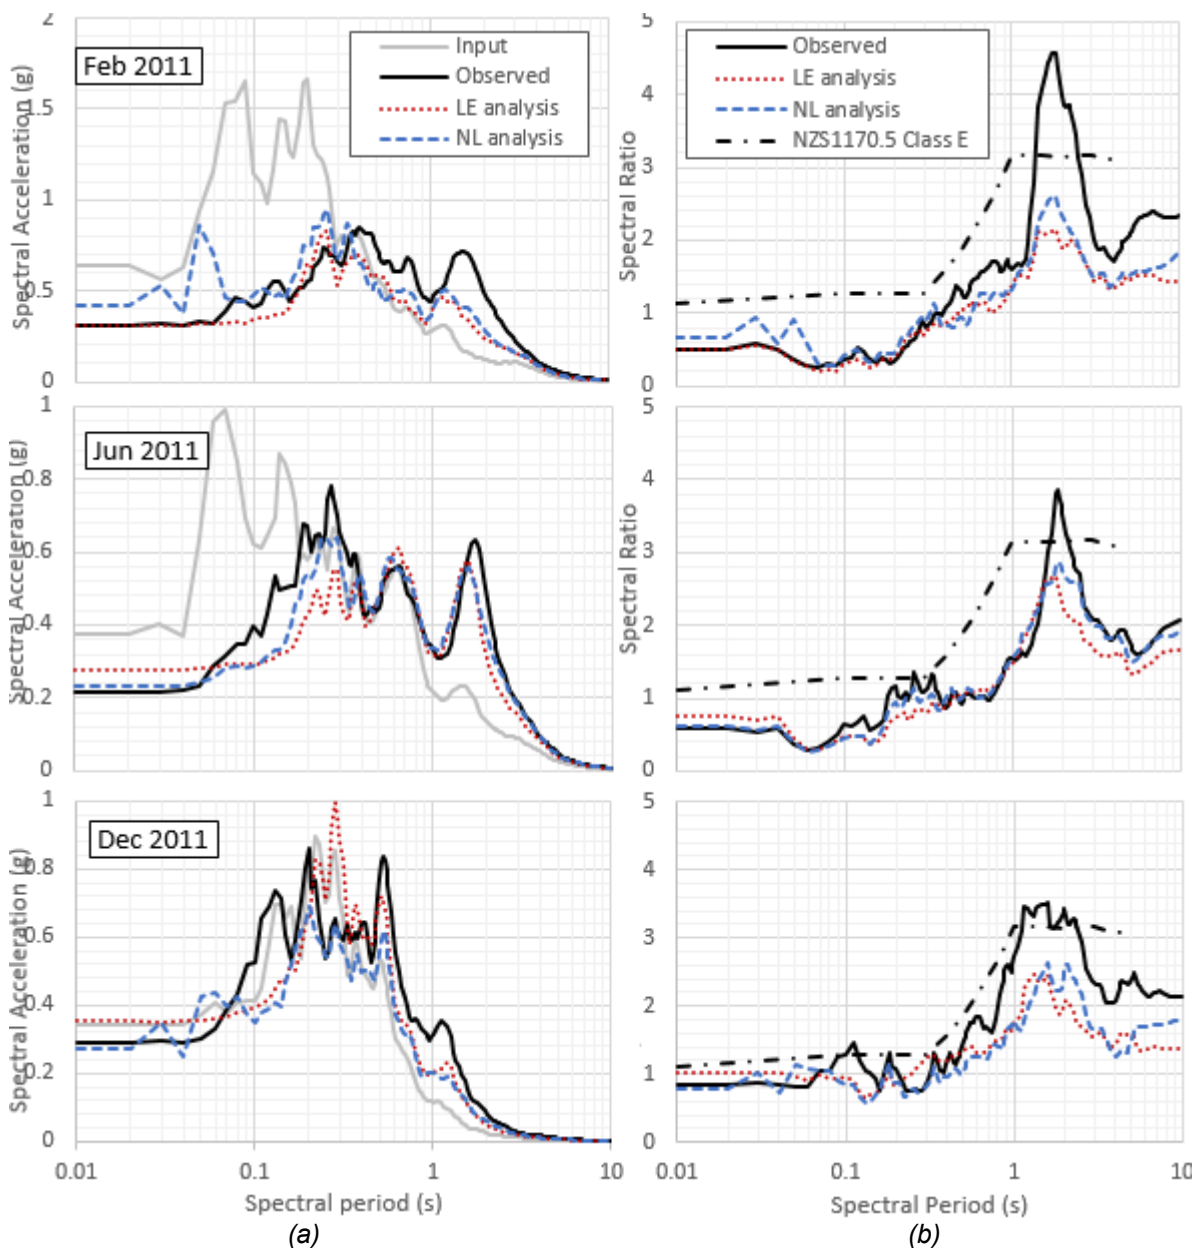 2
1.5
1
0.5
0
Spectral Acceleration (g)
Feb 2011
Input
Observed
LE analysis
NL analysis
5
4
3
2
1
0
Spectral Ratio
Observed
LE analysis
NL analysis
NZS1170.5 Class E
1
0.8
0.6
0.4
0.2
0
Spectral Acceleration (g)
Jun 2011
5
4
3
2
1
0
Spectral Ratio
1
0.8
0.6
0.4
0.2
0
Spectral Acceleration (g)
Dec 2011
0.01 0.1 1 10
Spectral period (s)
(a)
5
4
3
2
1
0
0.01 0.1 1 10
Spectral Period (s)
(b)